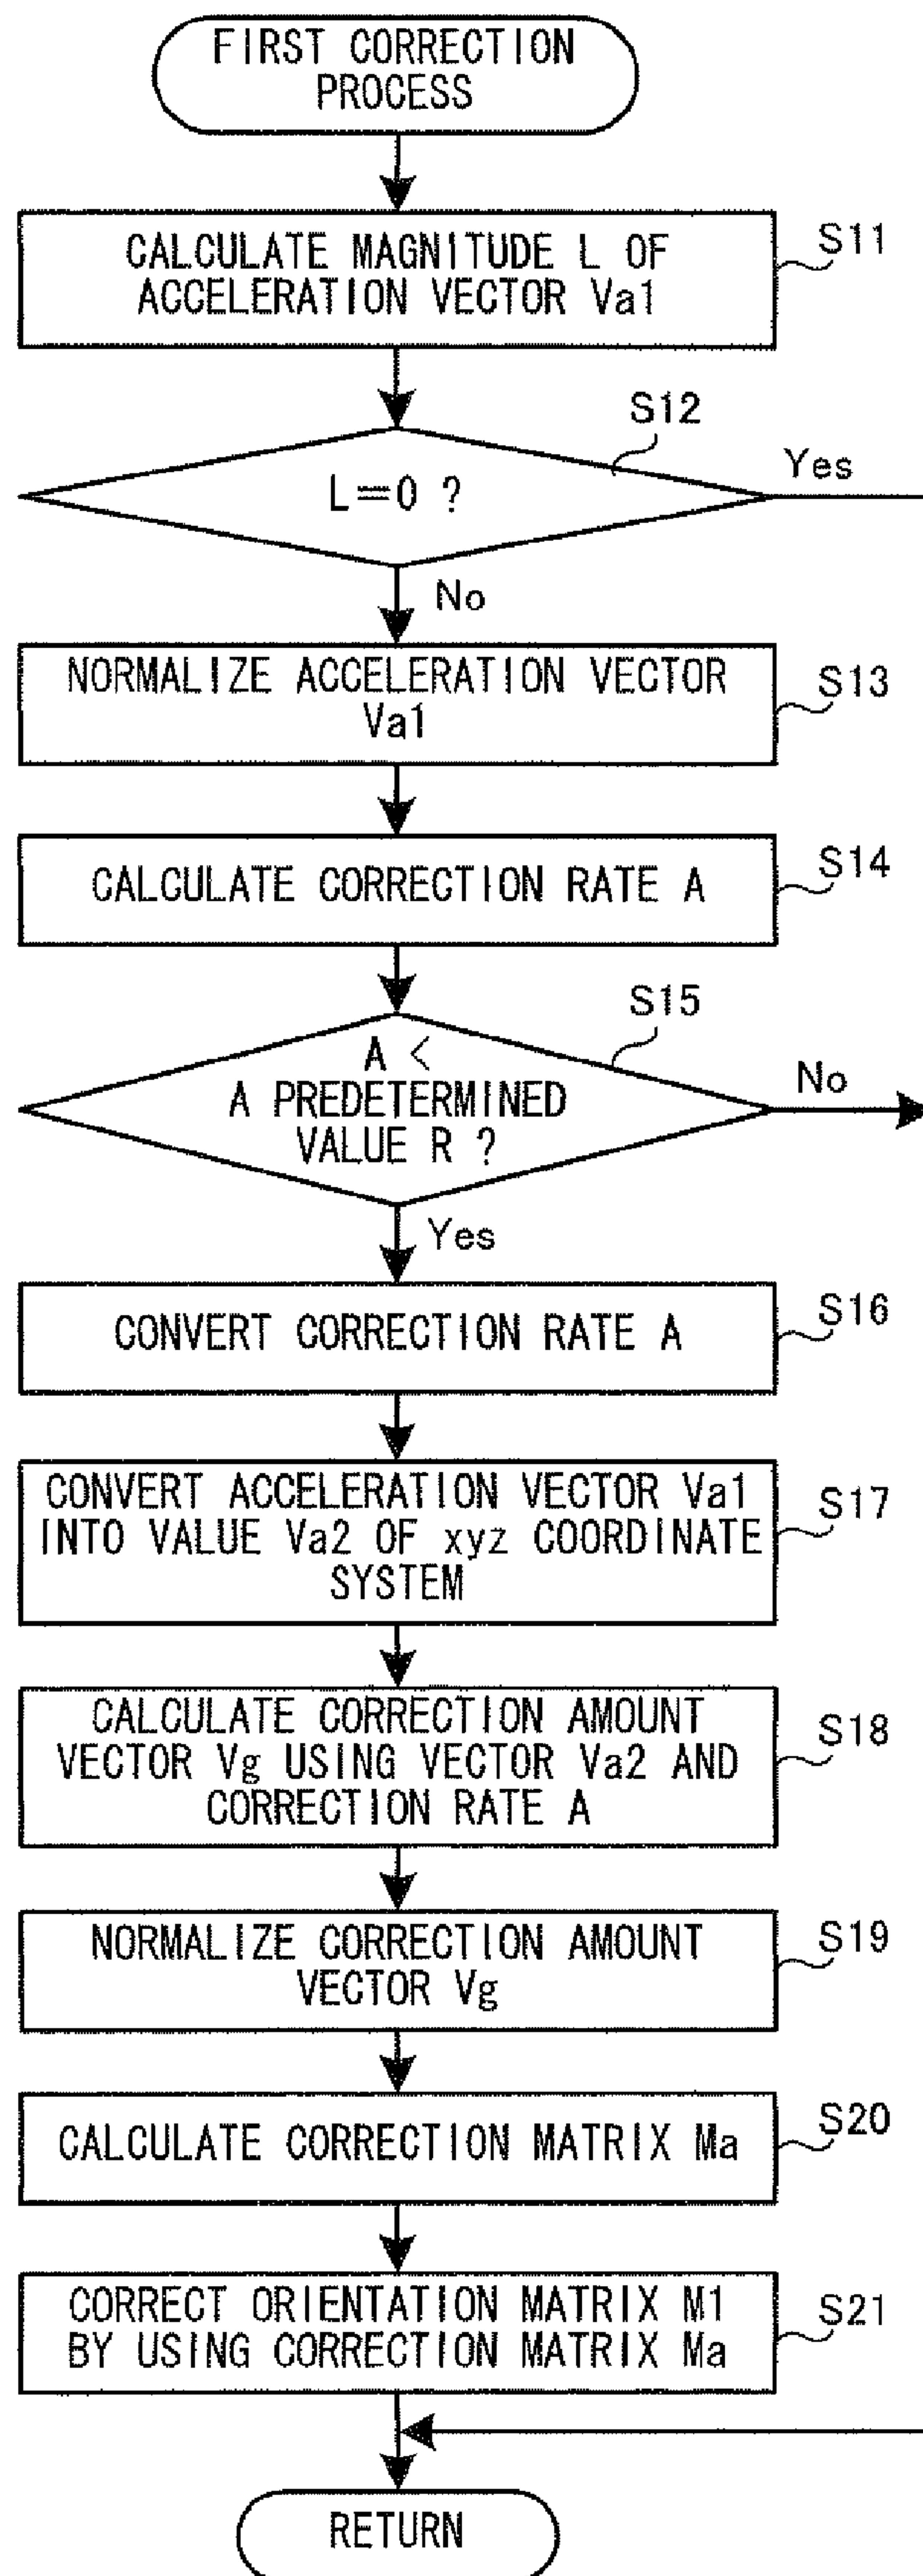 FIRST CORRECTION
PROCESS
CALCULATE MAGNITUDE L OF
ACCELERATION VECTOR Va1
S11
S12
L=0 ?
Yes
No
NORMALIZE ACCELERATION VECTOR
Va1
S13
CALCULATE CORRECTION RATE A
S14
S15
A <
A PREDETERMINED
VALUE R ?
No
Yes
CONVERT CORRECTION RATE A
S16
CONVERT ACCELERATION VECTOR Va1
INTO VALUE Va2 OF xyz COORDINATE
SYSTEM
S17
CALCULATE CORRECTION AMOUNT
VECTOR Vg USING VECTOR Va2 AND
CORRECTION RATE A
S18
NORMALIZE CORRECTION AMOUNT
VECTOR Vg
S19
CALCULATE CORRECTION MATRIX Ma
S20
CORRECT ORIENTATION MATRIX M1
BY USING CORRECTION MATRIX Ma
S21
RETURN